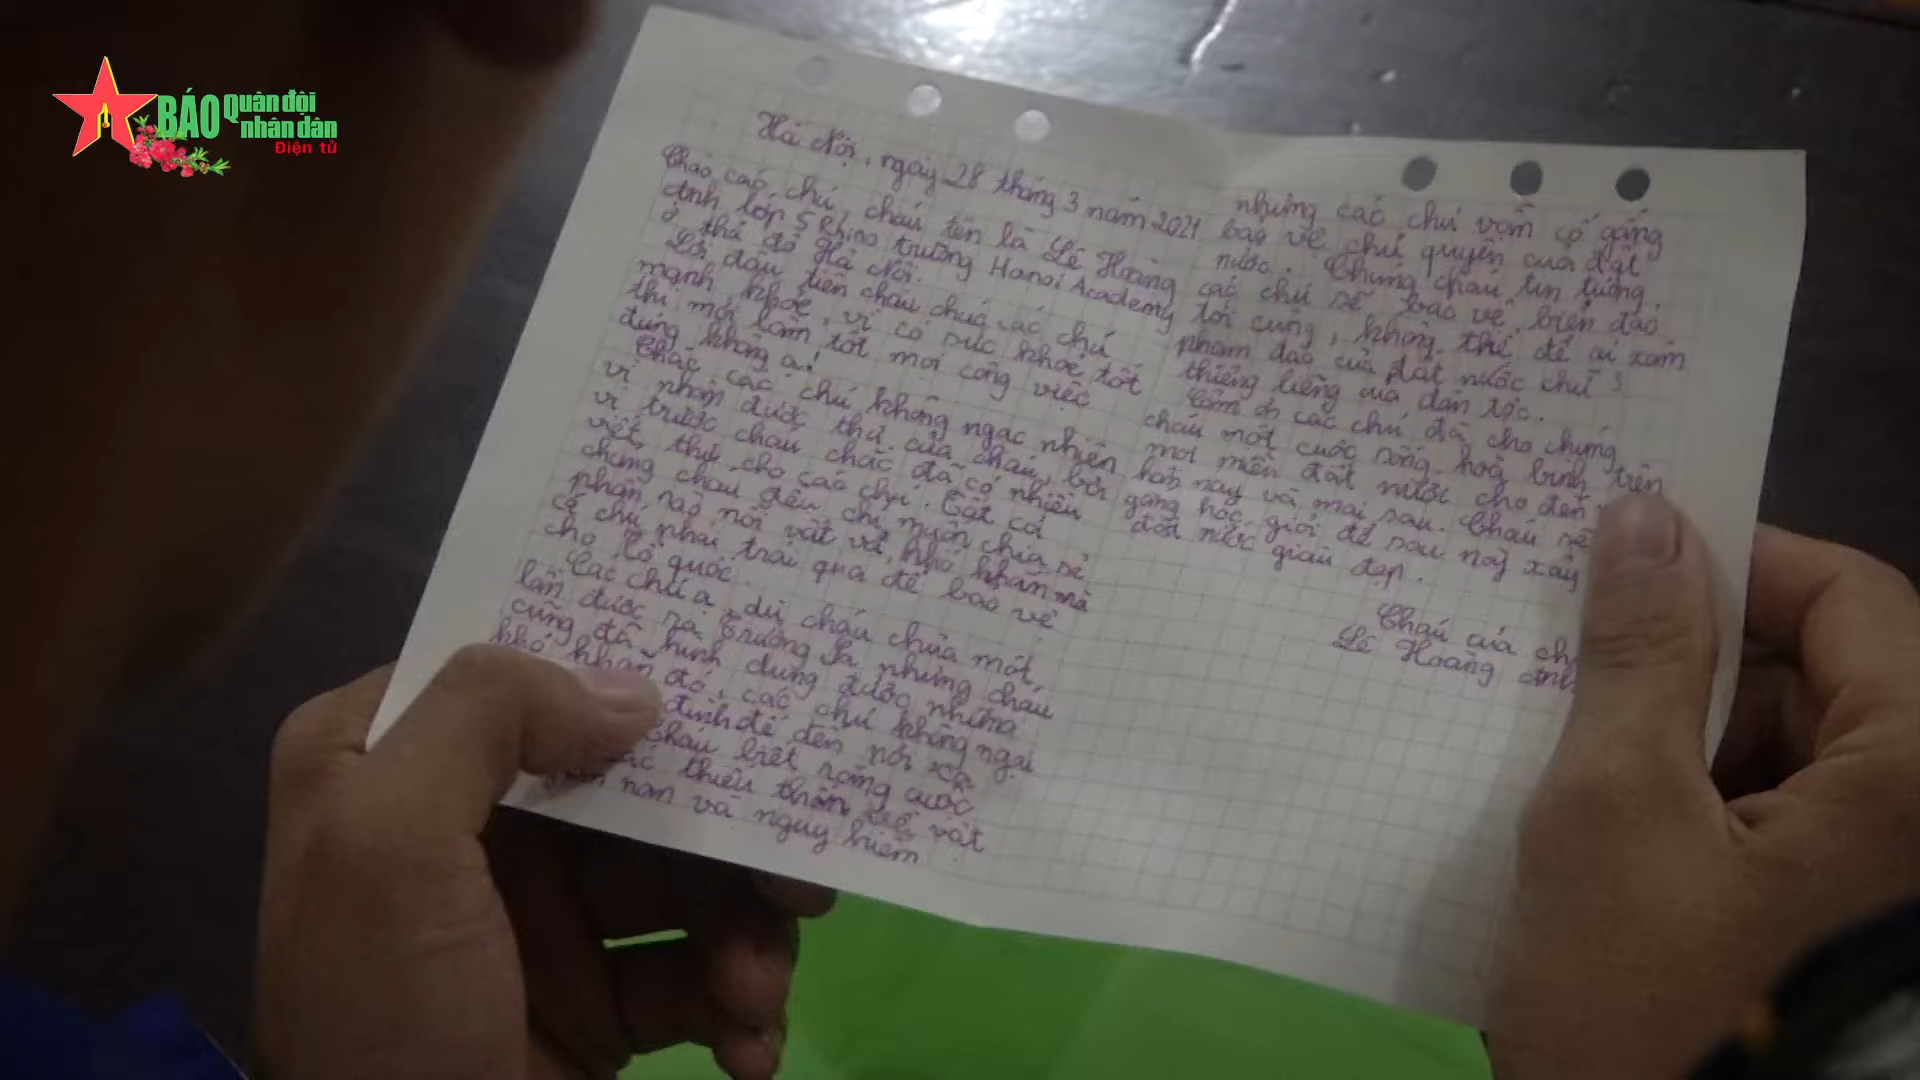 BÁO Quân đội
nhân dân
Điện tử
Hà Nội, ngày 28 tháng 3 năm 2021
Chào các chú, cháu tên là Lê Hoàng
Anh lớp 5 Rhino trường Hanoi Academy
ở thủ đô Hà Nội.
Lời đầu tiên cháu chúc các chú
mạnh khoẻ, vì có sức khoẻ tốt
thì mới làm tốt mọi công việc
đúng không ạ!
Chắc các chú không ngạc nhiên
vì nhận được thư của cháu, bởi
vì trước cháu chắc đã có nhiều
viết thư cho các chú. Tất cả
chúng cháu đều chỉ muốn chia sẻ
phần nào nỗi vất vả, khó khăn mà
các chú phải trải qua để bảo vệ
cho Tổ quốc.
Các chú ạ, dù cháu chưa một
lần được ra Trường Sa nhưng cháu
cũng đã hình dung được những
khó khăn đó, các chú không ngại
đình để đến nơi xa
Cháu biết rằng cuộc
thiếu thốn về vật
nan và nguy hiểm
nhưng các chú vẫn cố gắng
bảo vệ chủ quyền của đất
nước. Chúng cháu tin tưởng,
các chú sẽ bảo vệ biển đảo
tới cùng, không thể để ai xâm
phạm đảo của đất nước chữ S
thiêng liêng của dân tộc.
Cảm ơn các chú đã cho chúng
cháu một cuộc sống hoà bình trên
mọi miền đất nước cho đến
hôm nay và mai sau. Cháu sẽ
gắng học giỏi để sau này xây
đất nước giàu đẹp.
Cháu của
Lê Hoàng Anh